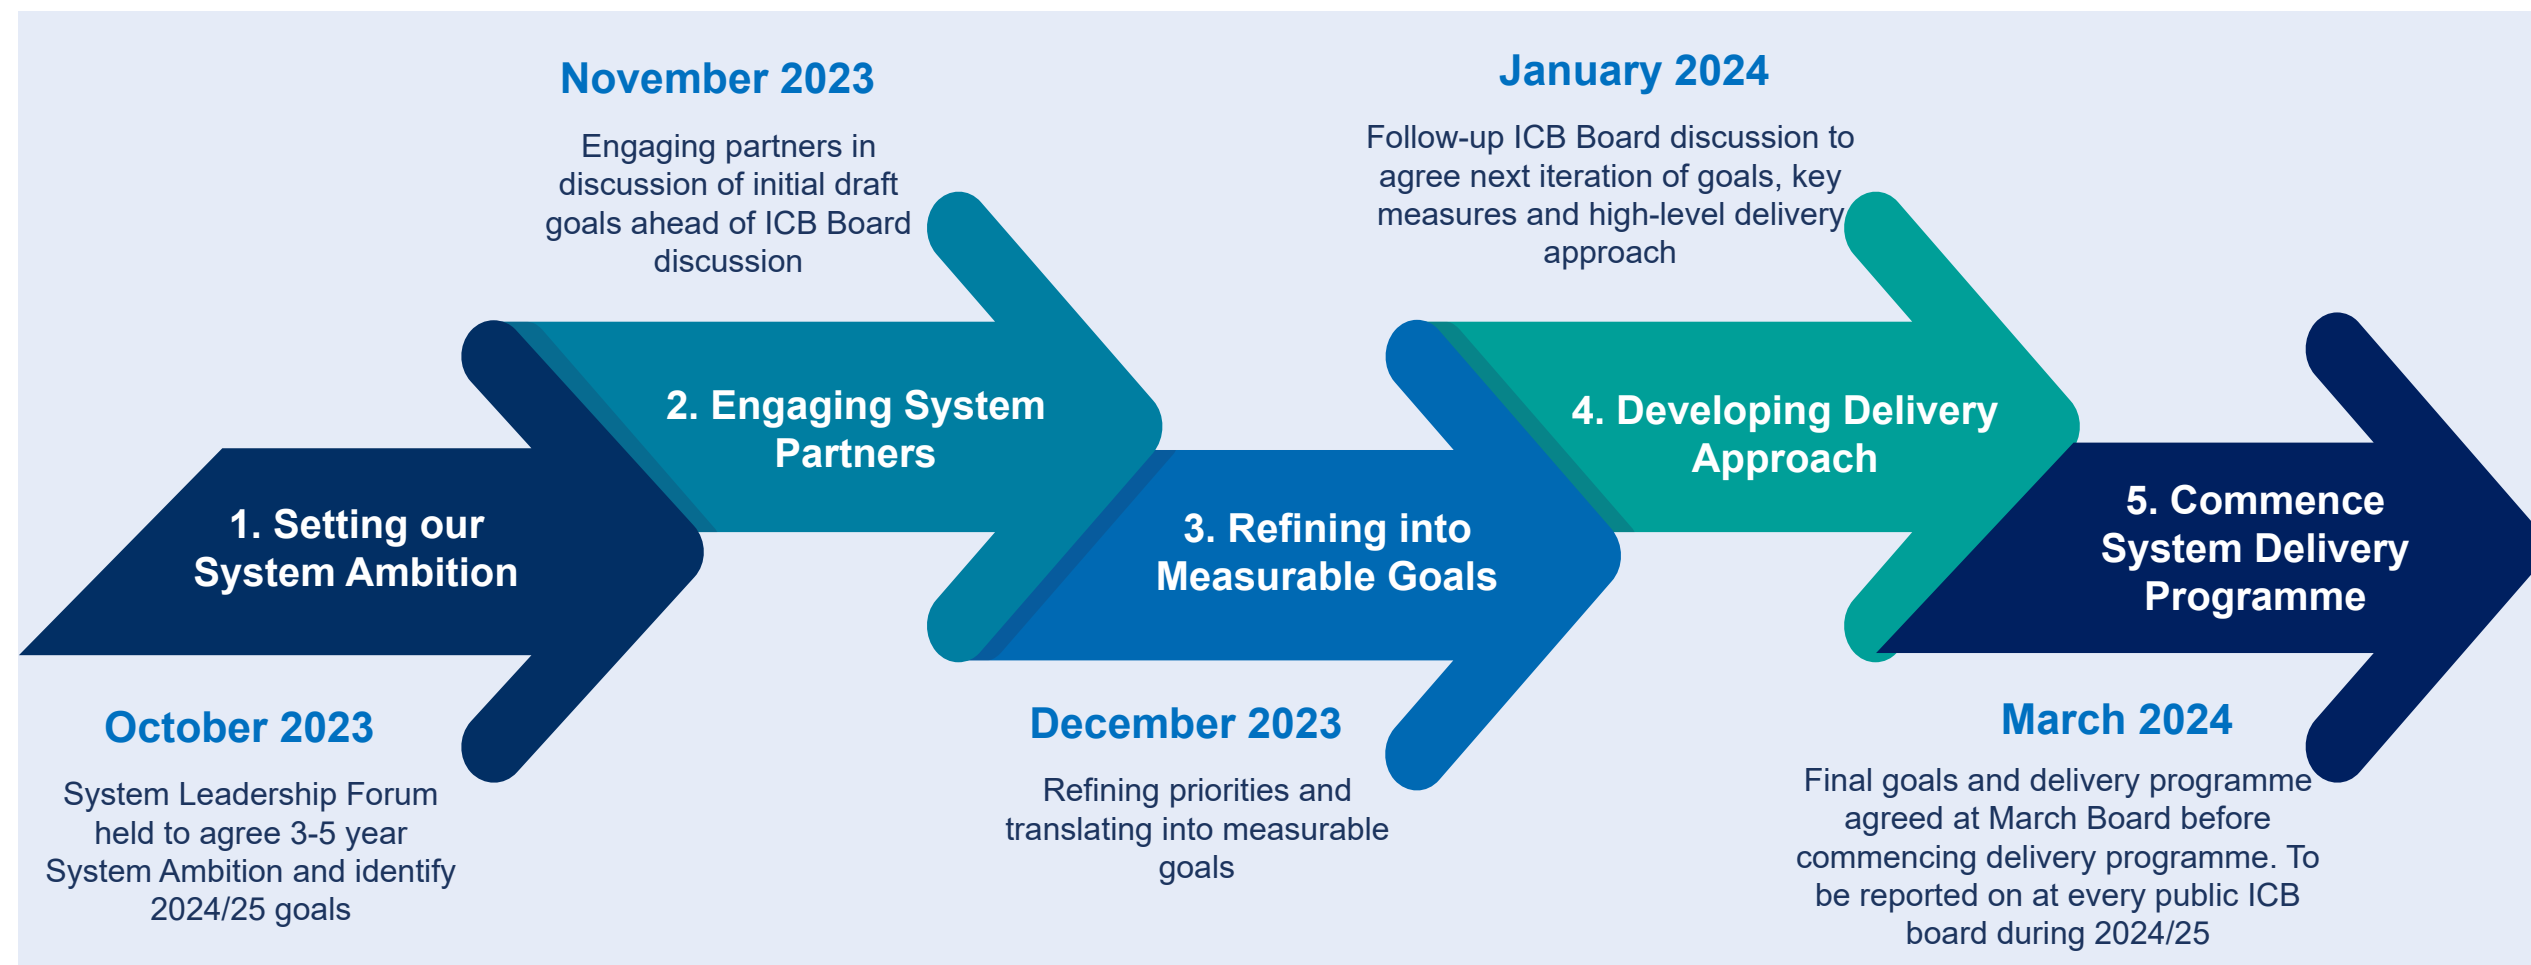 October 2023
System Leadership Forum
held to agree 3-5 year
System Ambition and identify
2024/25 goals
1. Setting our
System Ambition
November 2023
Engaging partners in
discussion of initial draft
goals ahead of ICB Board
discussion
2. Engaging System
Partners
3. Refining into
Measurable Goals
December 2023
Refining priorities and
translating into measurable
goals
January 2024
Follow-up ICB Board discussion to
agree next iteration of goals, key
measures and high-level delivery
approach
4. Developing Delivery
Approach
5. Commence
System Delivery
Programme
March 2024
Final goals and delivery programme
agreed at March Board before
commencing delivery programme. To
be reported on at every public ICB
board during 2024/25